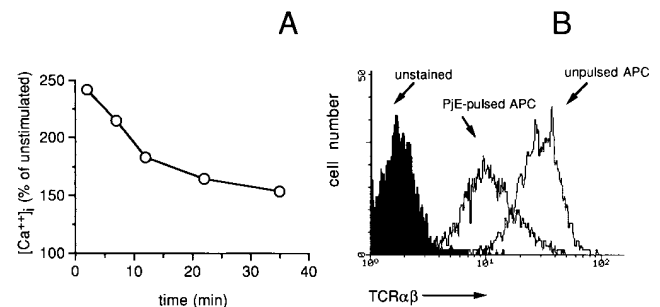 A
B
[Ca++]i (% of unstimulated)
250
200
150
100
0
10
20
30
40
time (min)
unstained
PjE-pulsed APC
unpulsed APC
cell number
50
0
10⁰
10¹
10²
TCRαβ